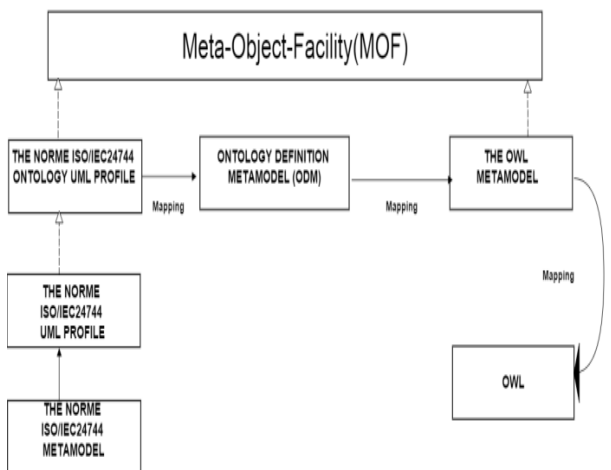 Meta-Object-Facility(MOF)
THE NORME ISO/IEC24744
ONTOLOGY UML PROFILE
ONTOLOGY DEFINITION
METAMODEL (ODM)
THE OWL
METAMODEL
Mapping
Mapping
Mapping
THE NORME
ISO/IEC24744
UML PROFILE
OWL
THE NORME
ISO/IEC24744
METAMODEL